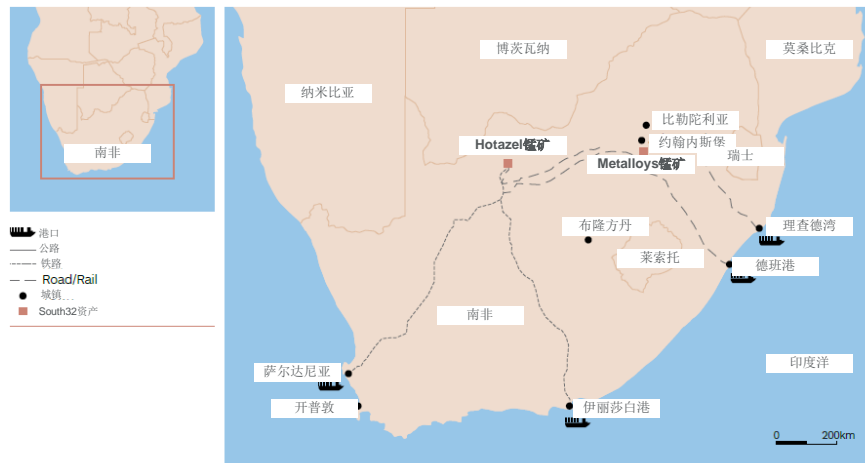 南非
港口
公路
铁路
Road/Rail
城镇...
South32资产
博茨瓦纳
莫桑比克
纳米比亚
比勒陀利亚
约翰内斯堡
Hotazel锰矿
瑞士
Metalloys锰矿
布隆方丹
理查德湾
莱索托
德班港
南非
印度洋
萨尔达尼亚
开普敦
伊丽莎白港
0 200km